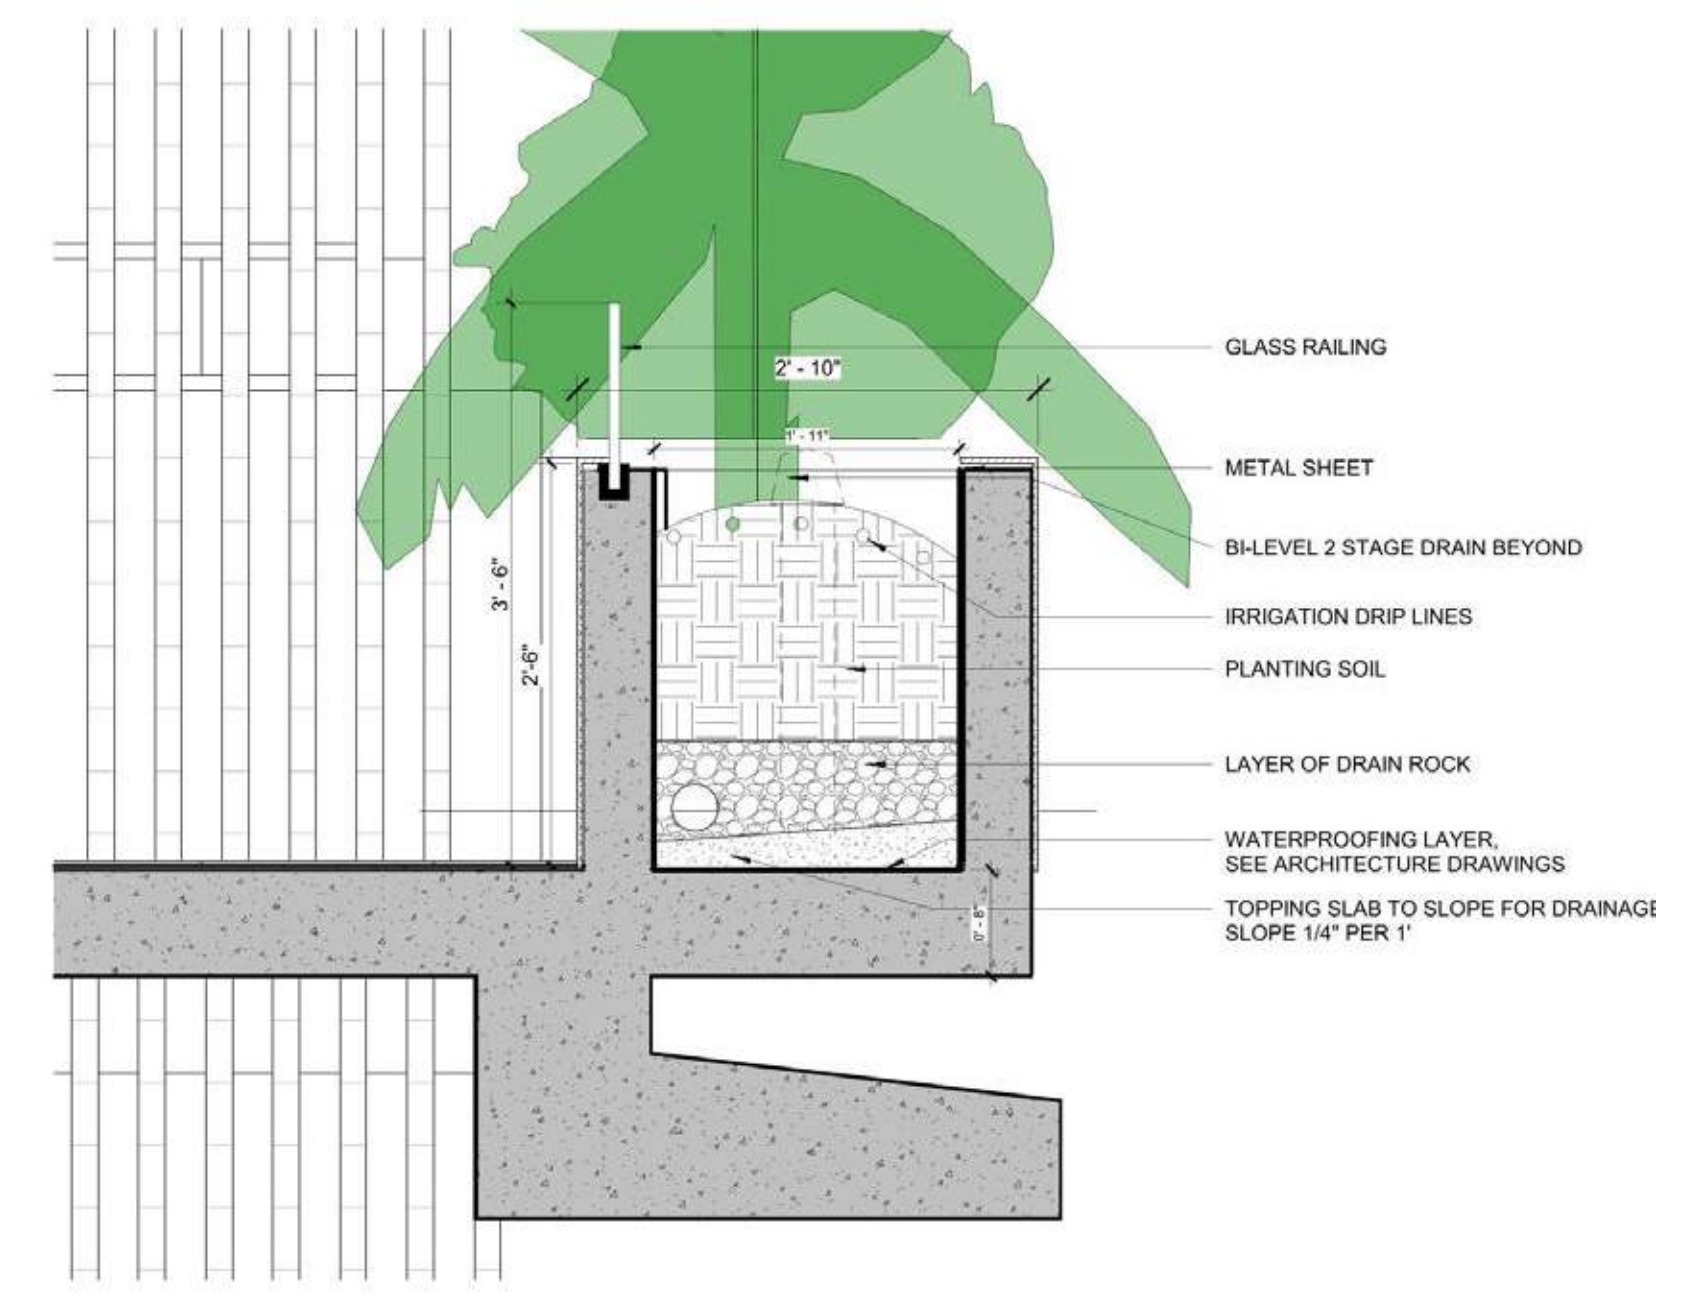 GLASS RAILING
2' - 10"
1' - 11"
METAL SHEET
BI-LEVEL 2 STAGE DRAIN BEYOND
3' - 6"
IRRIGATION DRIP LINES
2'-6"
PLANTING SOIL
LAYER OF DRAIN ROCK
WATERPROOFING LAYER,
SEE ARCHITECTURE DRAWINGS
0' - 8"
TOPPING SLAB TO SLOPE FOR DRAINAGE
SLOPE 1/4" PER 1'